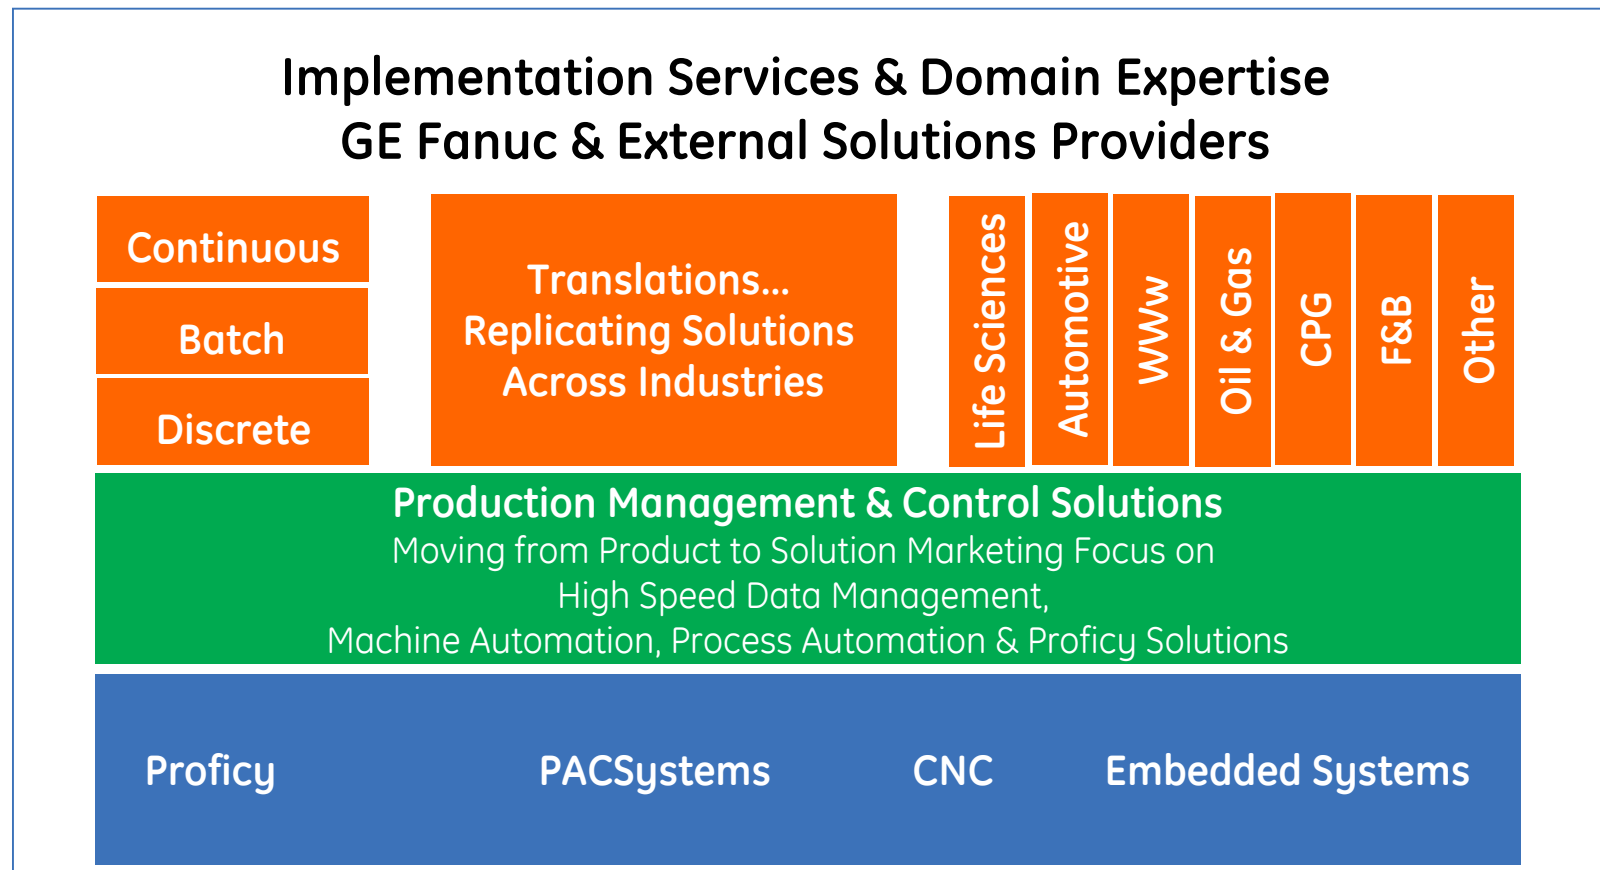 Implementation Services & Domain Expertise
GE Fanuc & External Solutions Providers
Continuous
Batch
Discrete
Translations...
Replicating Solutions
Across Industries
Life Sciences
Automotive
WWw
Oil & Gas
CPG
F&B
Other
Production Management & Control Solutions
Moving from Product to Solution Marketing Focus on
High Speed Data Management,
Machine Automation, Process Automation & Proficy Solutions
Proficy
PACSystems
CNC
Embedded Systems